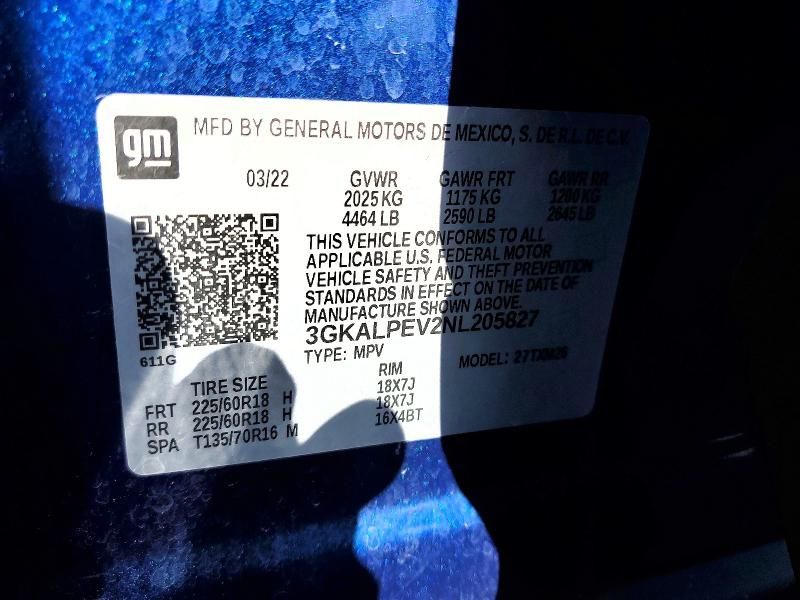 gm
MFD BY GENERAL MOTORS DE MEXICO, S. DE R.L. DE C.V.
03/22
GVWR GAWR FRT GAWR RR
2025 KG 1175 KG 1200 KG
4464 LB 2590 LB 2645 LB
THIS VEHICLE CONFORMS TO ALL
APPLICABLE U.S. FEDERAL MOTOR
VEHICLE SAFETY AND THEFT PREVENTION
STANDARDS IN EFFECT ON THE DATE OF
MANUFACTURE SHOWN ABOVE.
3GKALPEV2NL205827
611G
TYPE: MPV MODEL: 27TXM26
TIRE SIZE RIM
FRT 225/60R18 H 18X7J
RR 225/60R18 H 18X7J
SPA T135/70R16 M 16X4BT